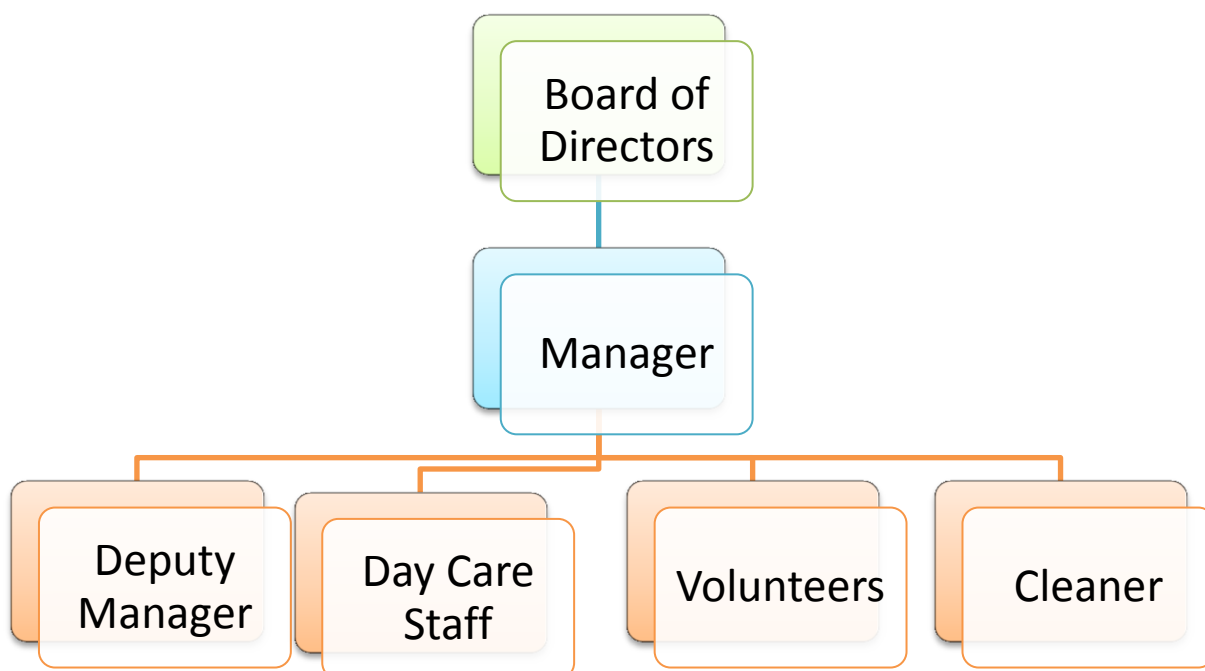 Board of
Directors
Manager
Deputy
Manager
Day Care
Staff
Volunteers
Cleaner